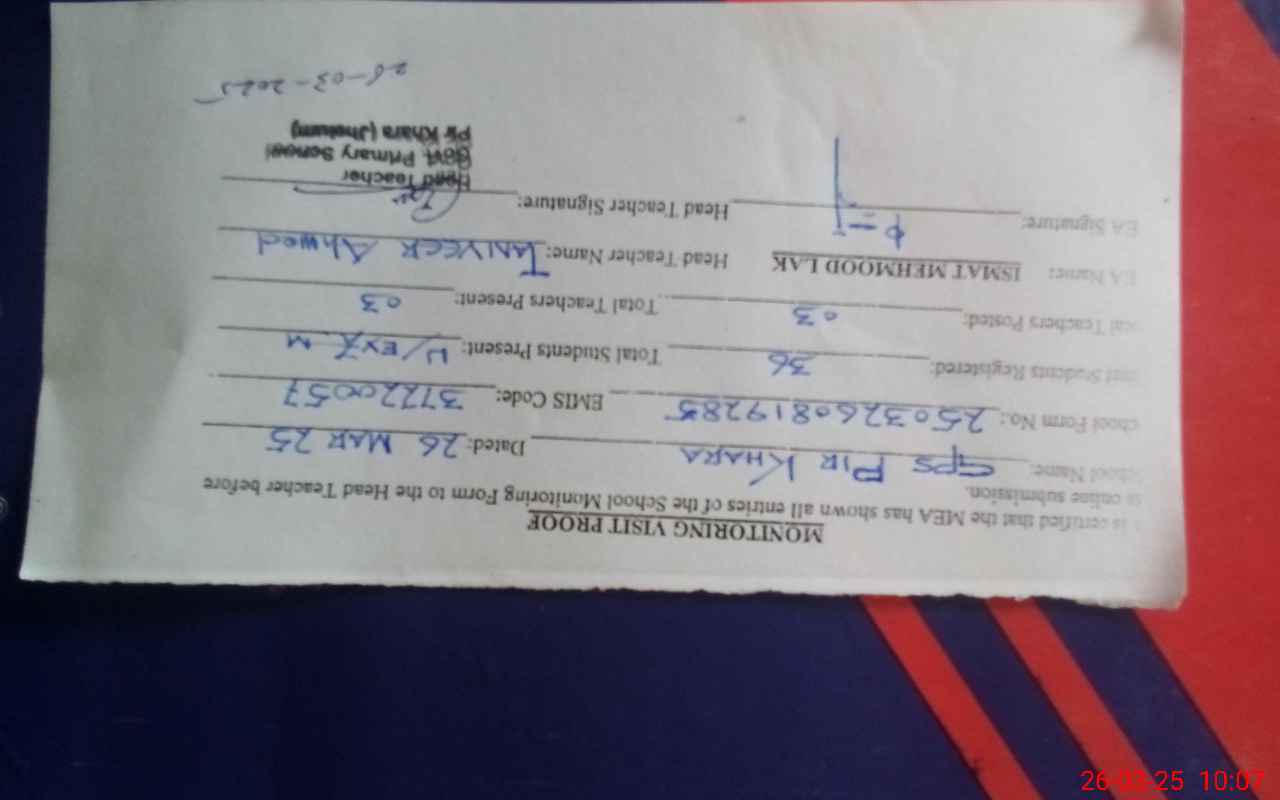 MONITORING VISIT PROOF
is certified that the MEA has shown all entries of the School Monitoring Form to the Head Teacher before
online submission.
School Name: GPS PIR KHARA Dated: 26 MAR 25
chool Form No.: 2503260819285 EMIS Code: 37220057
Students Registered: 36 Total Students Present: U/EXAM
Teachers Posted: 03 Total Teachers Present: 03
EA Name: ISMAT MEHMOOD LAK Head Teacher Name: TANVEER Ahmed
EA Signature: Head Teacher Signature:
Head Teacher
Govt. Primary School
Pir Khara (Jhelum)
26-03-2025
26-03-25 10:07